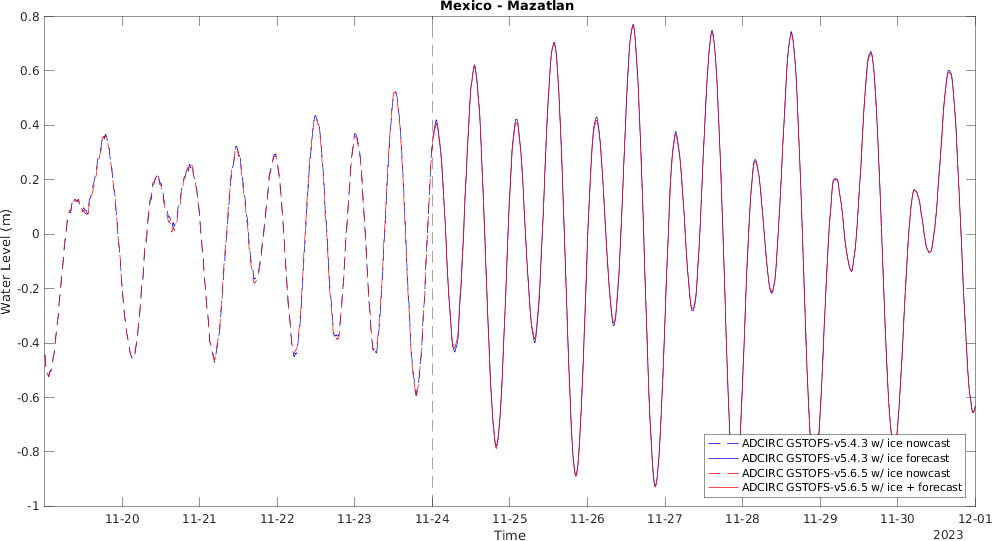 Mexico - Mazatlan
Water Level (m)
0.8
0.6
0.4
0.2
0
-0.2
-0.4
-0.6
-0.8
-1
ADCIRC GSTOFS-v5.4.3 w/ ice nowcast
ADCIRC GSTOFS-v5.4.3 w/ ice forecast
ADCIRC GSTOFS-v5.6.5 w/ ice nowcast
ADCIRC GSTOFS-v5.6.5 w/ ice + forecast
11-20 11-21 11-22 11-23 11-24 11-25 11-26 11-27 11-28 11-29 11-30 12-01
Time
2023